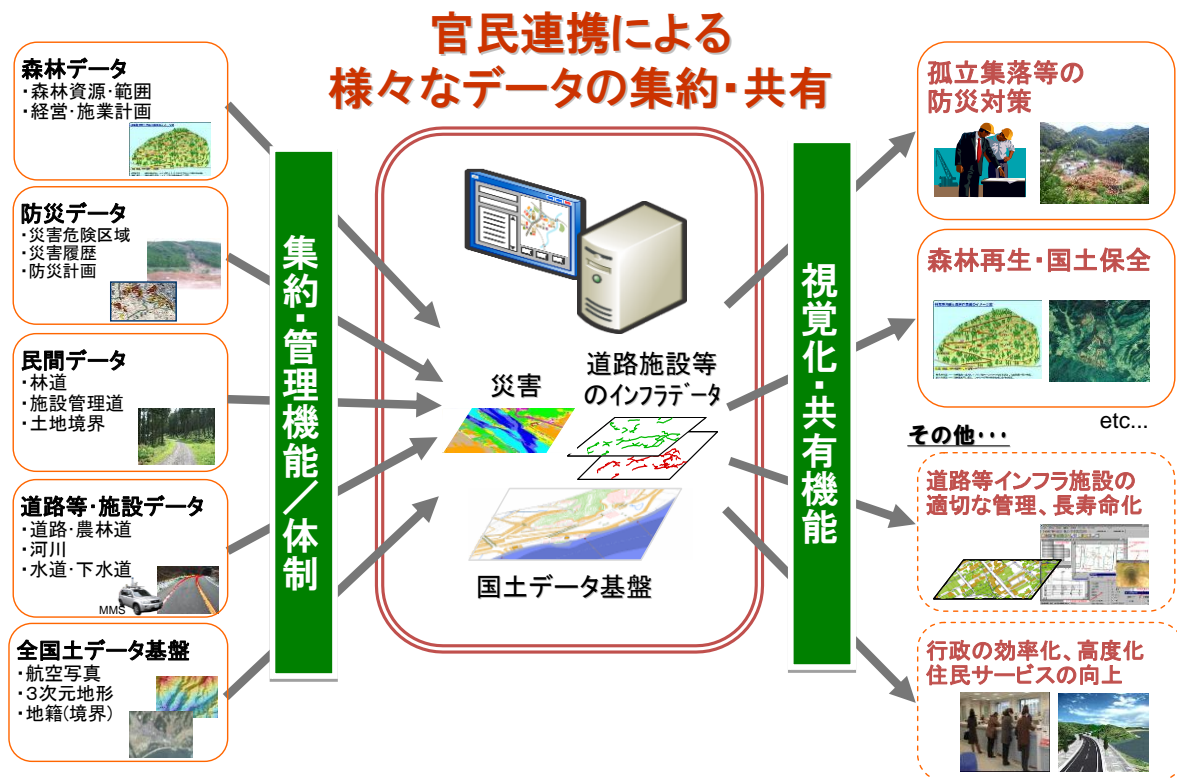 官民連携による
様々なデータの集約・共有
森林データ
・森林資源・範囲
・経営・施業計画
防災データ
・災害危険区域
・災害履歴
・防災計画
民間データ
・林道
・施設管理道
・土地境界
道路等・施設データ
・道路・農林道
・河川
・水道・下水道
MMS
全国土データ基盤
・航空写真
・3次元地形
・地籍(境界)
集約・管理機能/体制
災害
道路施設等
のインフラデータ
国土データ基盤
視覚化・共有機能
孤立集落等の
防災対策
森林再生・国土保全
etc...
その他・・・
道路等インフラ施設の
適切な管理、長寿命化
行政の効率化、高度化
住民サービスの向上